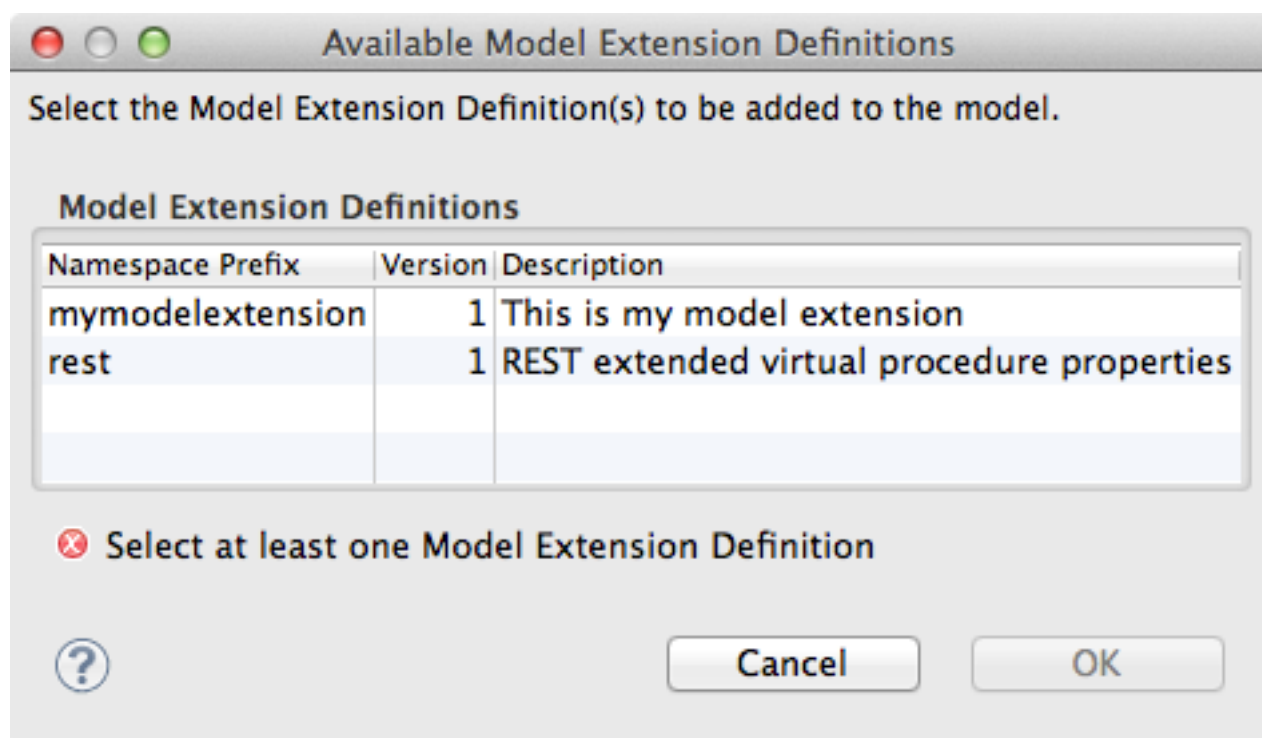 Available Model Extension Definitions
Select the Model Extension Definition(s) to be added to the model.
Model Extension Definitions
Namespace Prefix Version Description
mymodelextension 1 This is my model extension
rest 1 REST extended virtual procedure properties
Select at least one Model Extension Definition
? Cancel OK